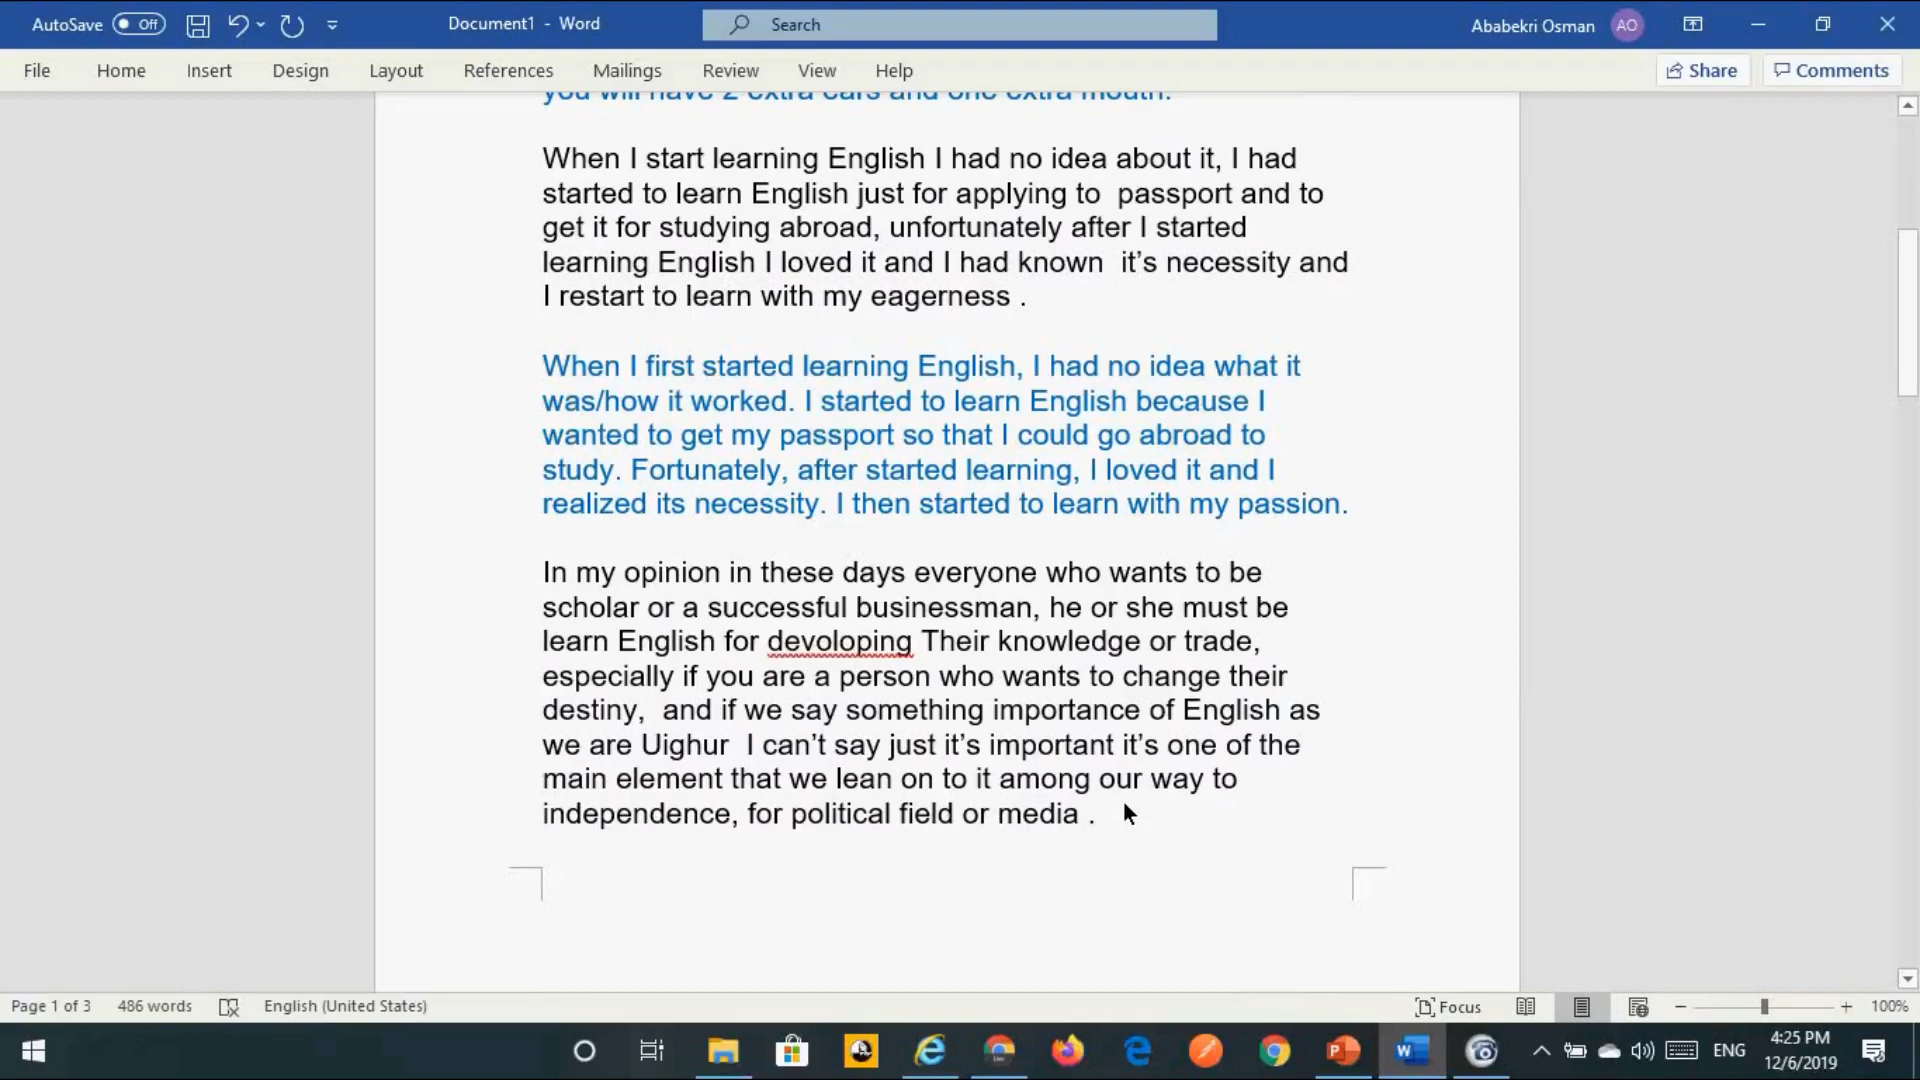 AutoSave Off Document1 - Word Search Ababekri Osman AO
File Home Insert Design Layout References Mailings Review View Help Share Comments
you will have 2 extra ears and one extra mouth.
When I start learning English I had no idea about it, I had
started to learn English just for applying to passport and to
get it for studying abroad, unfortunately after I started
learning English I loved it and I had known it’s necessity and
I restart to learn with my eagerness .
When I first started learning English, I had no idea what it
was/how it worked. I started to learn English because I
wanted to get my passport so that I could go abroad to
study. Fortunately, after started learning, I loved it and I
realized its necessity. I then started to learn with my passion.
In my opinion in these days everyone who wants to be
scholar or a successful businessman, he or she must be
learn English for devoloping Their knowledge or trade,
especially if you are a person who wants to change their
destiny, and if we say something importance of English as
we are Uighur I can’t say just it’s important it’s one of the
main element that we lean on to it among our way to
independence, for political field or media .
Page 1 of 3 486 words English (United States) Focus 100%
ENG 4:25 PM
12/6/2019